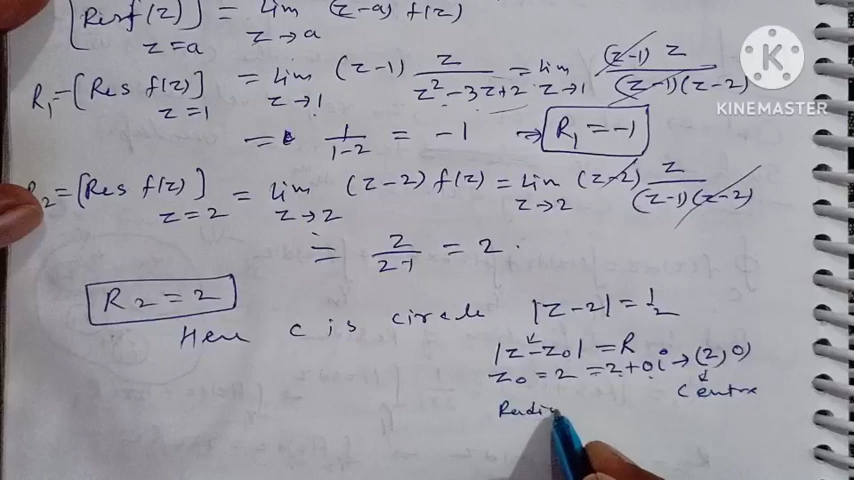 [Res f(z)] z=a = lim z→a (z-a) f(z)
R₁=[Res f(z)] z=1 = lim z→1 (z-1) z/(z²-3z+2) = lim z→1 (z-1) z/((z-1)(z-2))
= 1/(1-2) = -1 ⇒ R₁ = -1
R₂=[Res f(z)] z=2 = lim z→2 (z-2) f(z) = lim z→2 (z-2) z/((z-1)(z-2))
= 2/(2-1) = 2.
R₂ = 2
Here C is circle |z-2| = 1/2
|z-z₀| = R
z₀ = 2 = 2+0i → (2, 0)
Centre
Radi
KINEMASTER